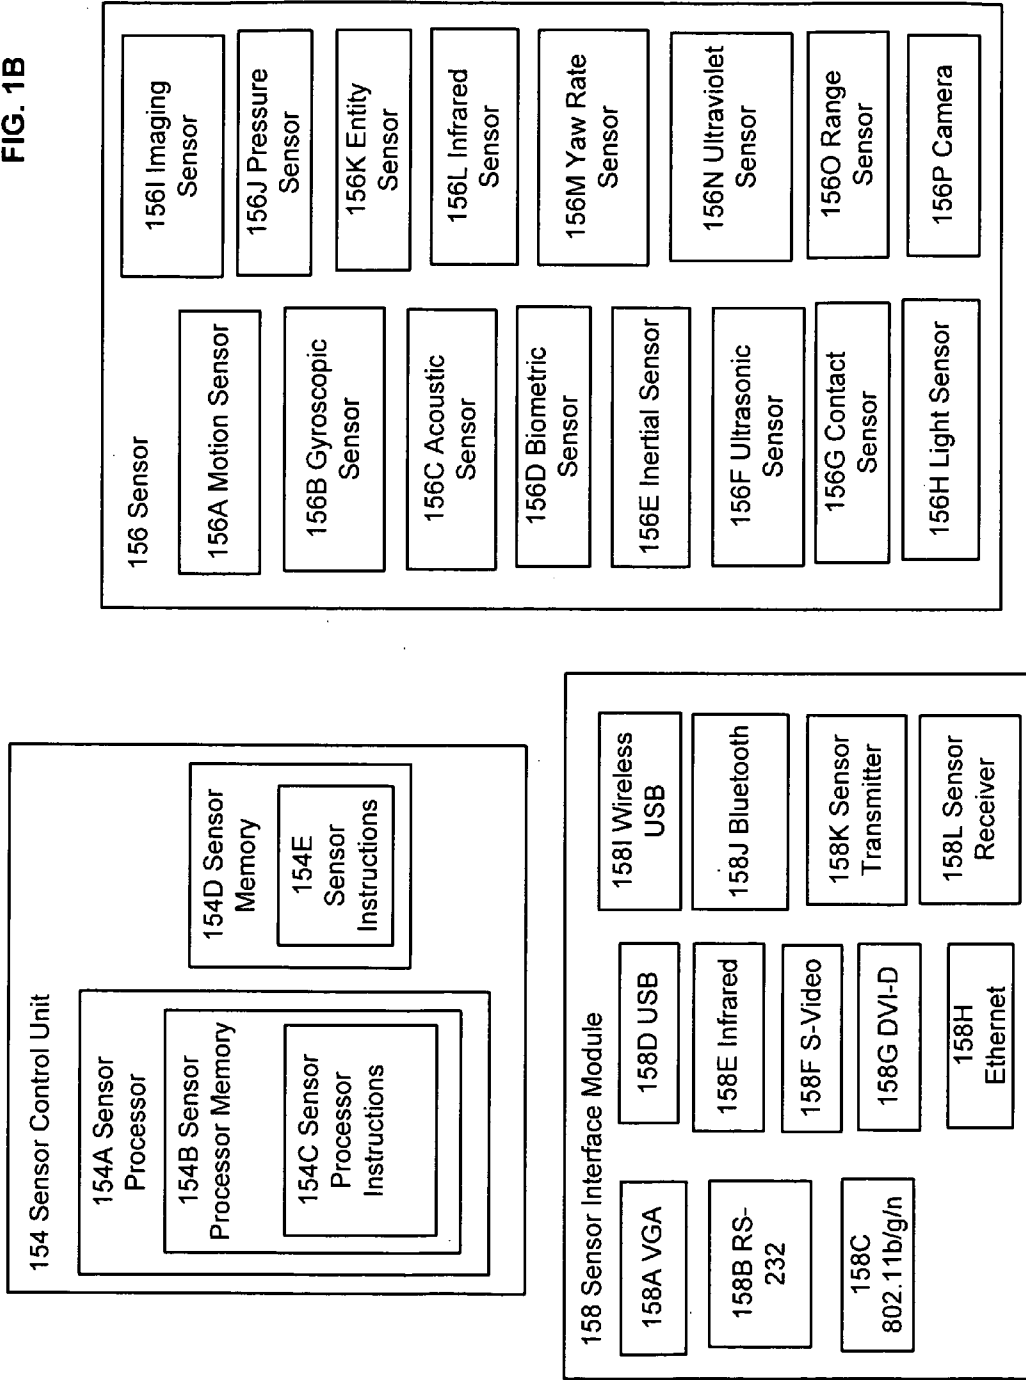 FIG. 1B
154 Sensor Control Unit
154A Sensor
Processor
154B Sensor
Processor Memory
154C Sensor
Processor
Instructions
154D Sensor
Memory
154E
Sensor
Instructions
156 Sensor
156A Motion Sensor
156B Gyroscopic
Sensor
156C Acoustic
Sensor
156D Biometric
Sensor
156E Inertial Sensor
156F Ultrasonic
Sensor
156G Contact
Sensor
156H Light Sensor
156I Imaging
Sensor
156J Pressure
Sensor
156K Entity
Sensor
156L Infrared
Sensor
156M Yaw Rate
Sensor
156N Ultraviolet
Sensor
156O Range
Sensor
156P Camera
158 Sensor Interface Module
158A VGA
158B RS-
232
158C
802.11b/g/n
158D USB
158E Infrared
158F S-Video
158G DVI-D
158H
Ethernet
158I Wireless
USB
158J Bluetooth
158K Sensor
Transmitter
158L Sensor
Receiver